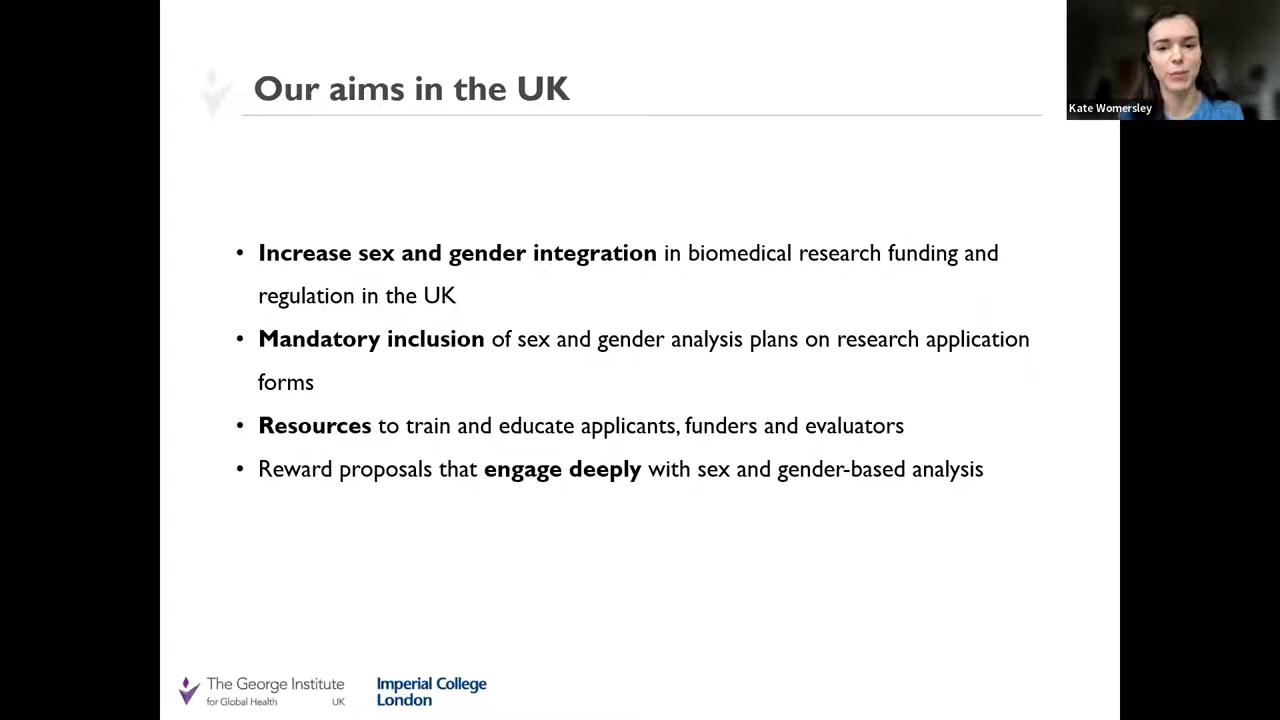 Our aims in the UK
Kate Womersley
• Increase sex and gender integration in biomedical research funding and
regulation in the UK
• Mandatory inclusion of sex and gender analysis plans on research application
forms
• Resources to train and educate applicants, funders and evaluators
• Reward proposals that engage deeply with sex and gender-based analysis
The George Institute
for Global Health UK
Imperial College
London